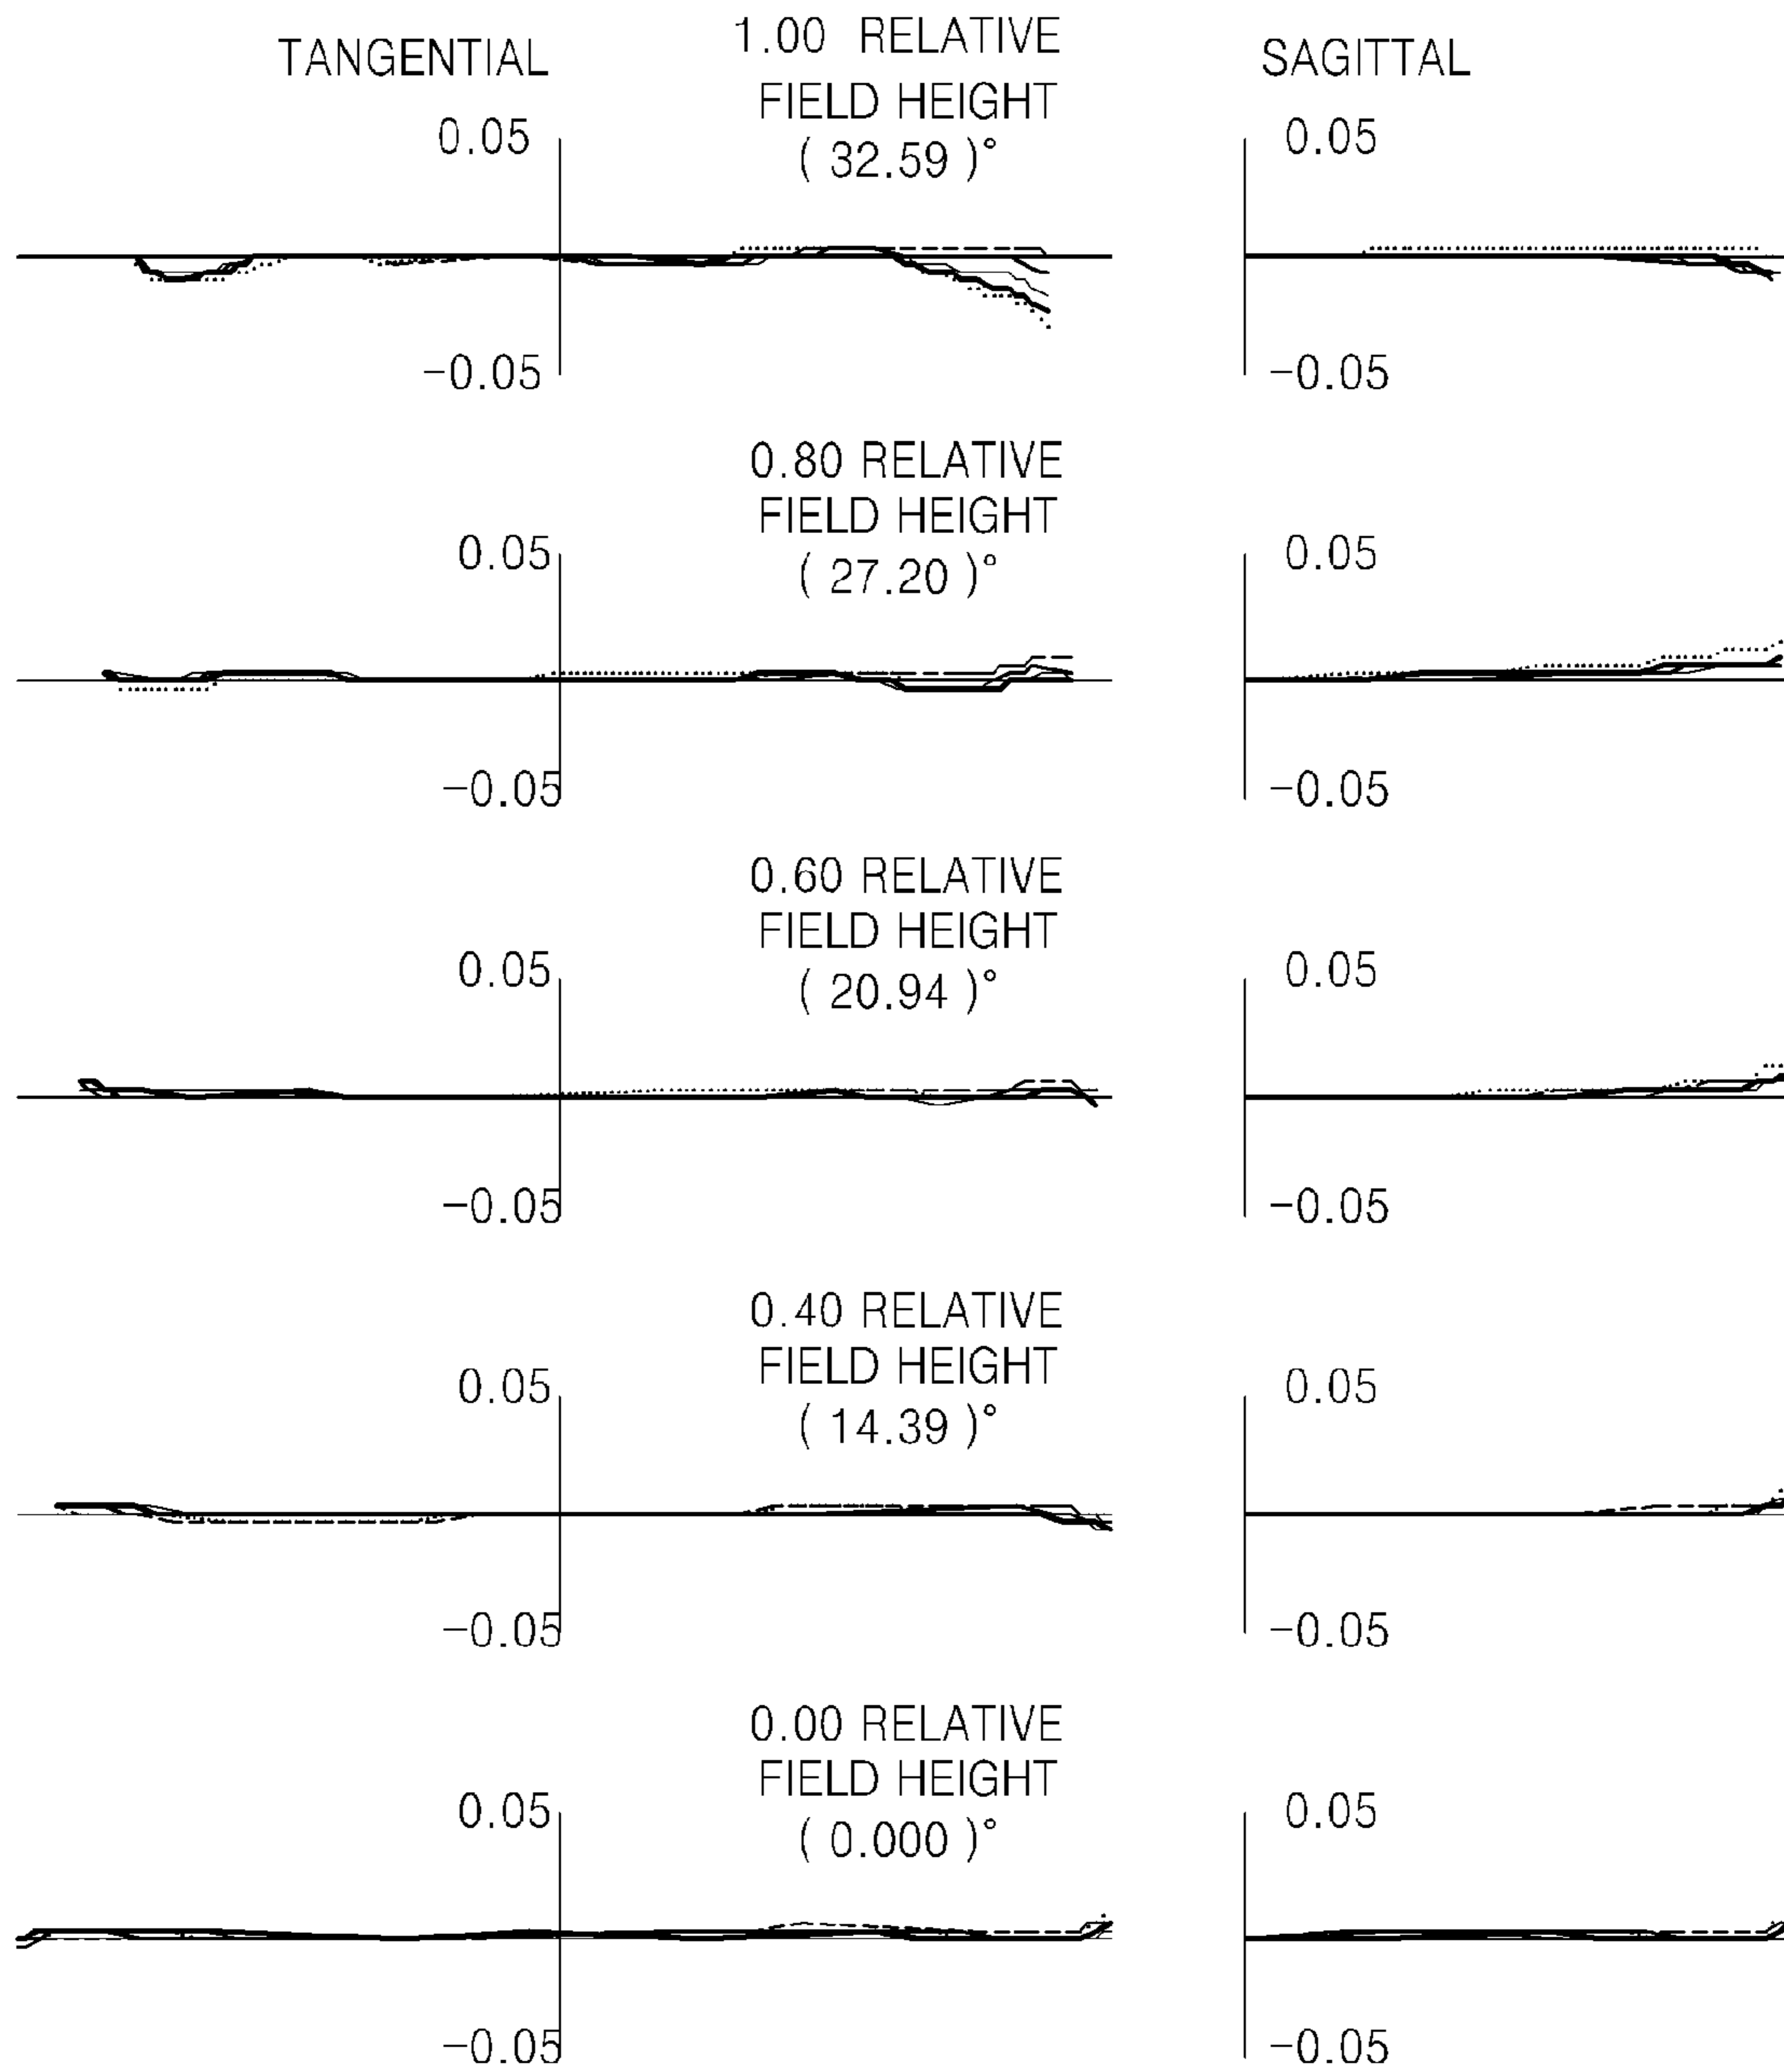 TANGENTIAL
1.00 RELATIVE
FIELD HEIGHT
( 32.59 )°
SAGITTAL
0.05
0.05
-0.05
-0.05
0.80 RELATIVE
FIELD HEIGHT
( 27.20 )°
0.05
0.05
-0.05
-0.05
0.60 RELATIVE
FIELD HEIGHT
( 20.94 )°
0.05
0.05
-0.05
-0.05
0.40 RELATIVE
FIELD HEIGHT
( 14.39 )°
0.05
0.05
-0.05
-0.05
0.00 RELATIVE
FIELD HEIGHT
( 0.000 )°
0.05
0.05
-0.05
-0.05